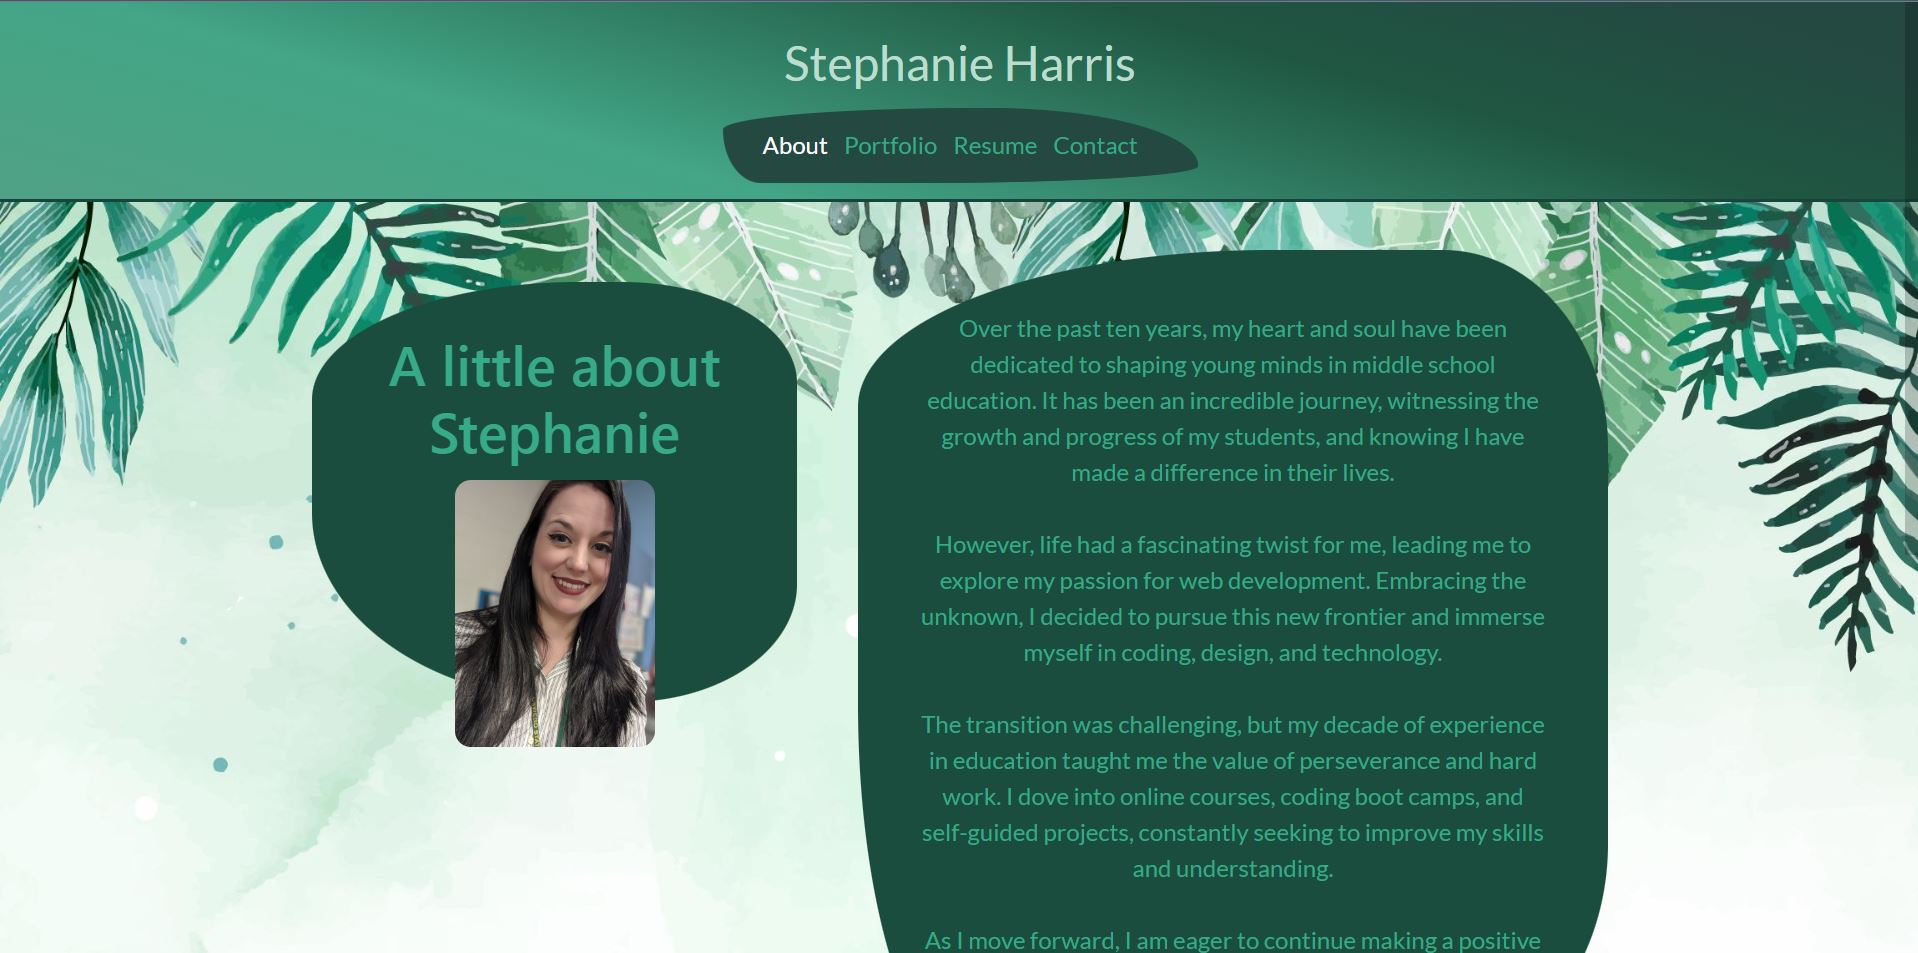 Stephanie Harris
About Portfolio Resume Contact
A little about
Stephanie
Over the past ten years, my heart and soul have been
dedicated to shaping young minds in middle school
education. It has been an incredible journey, witnessing the
growth and progress of my students, and knowing I have
made a difference in their lives.
However, life had a fascinating twist for me, leading me to
explore my passion for web development. Embracing the
unknown, I decided to pursue this new frontier and immerse
myself in coding, design, and technology.
The transition was challenging, but my decade of experience
in education taught me the value of perseverance and hard
work. I dove into online courses, coding boot camps, and
self-guided projects, constantly seeking to improve my skills
and understanding.
As I move forward, I am eager to continue making a positive